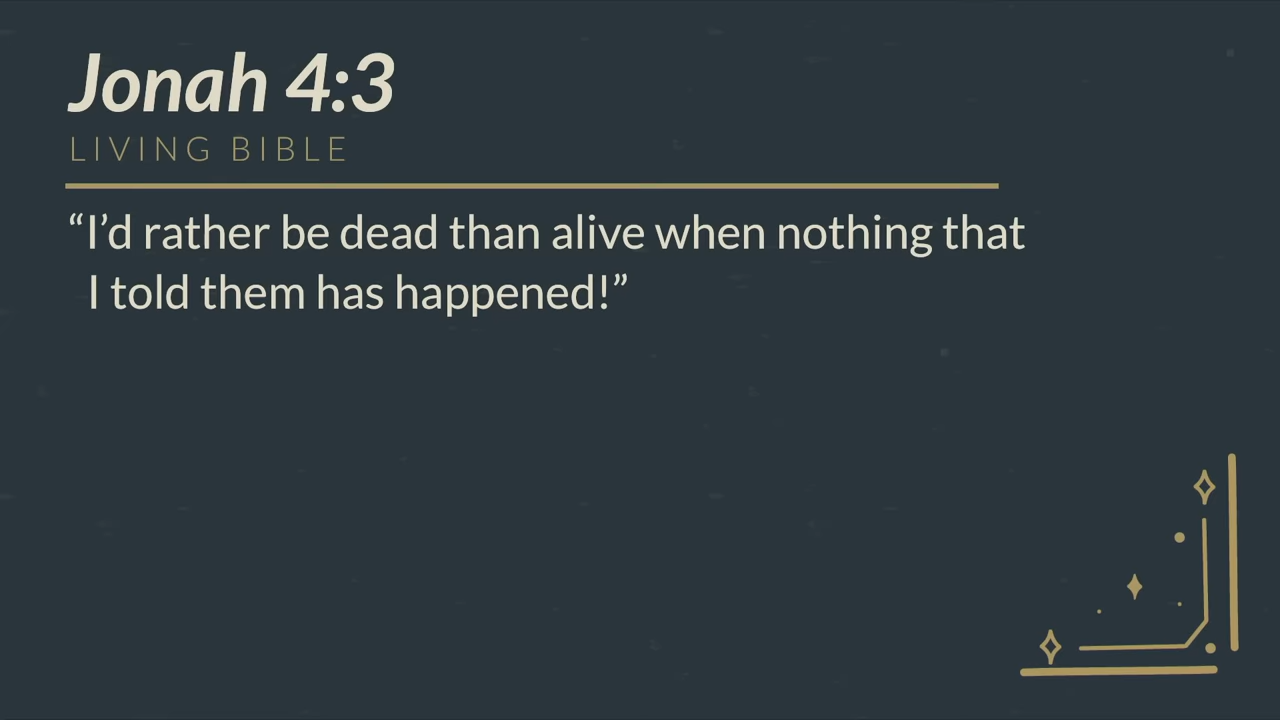 Jonah 4:3
LIVING BIBLE
“I’d rather be dead than alive when nothing that
I told them has happened!”